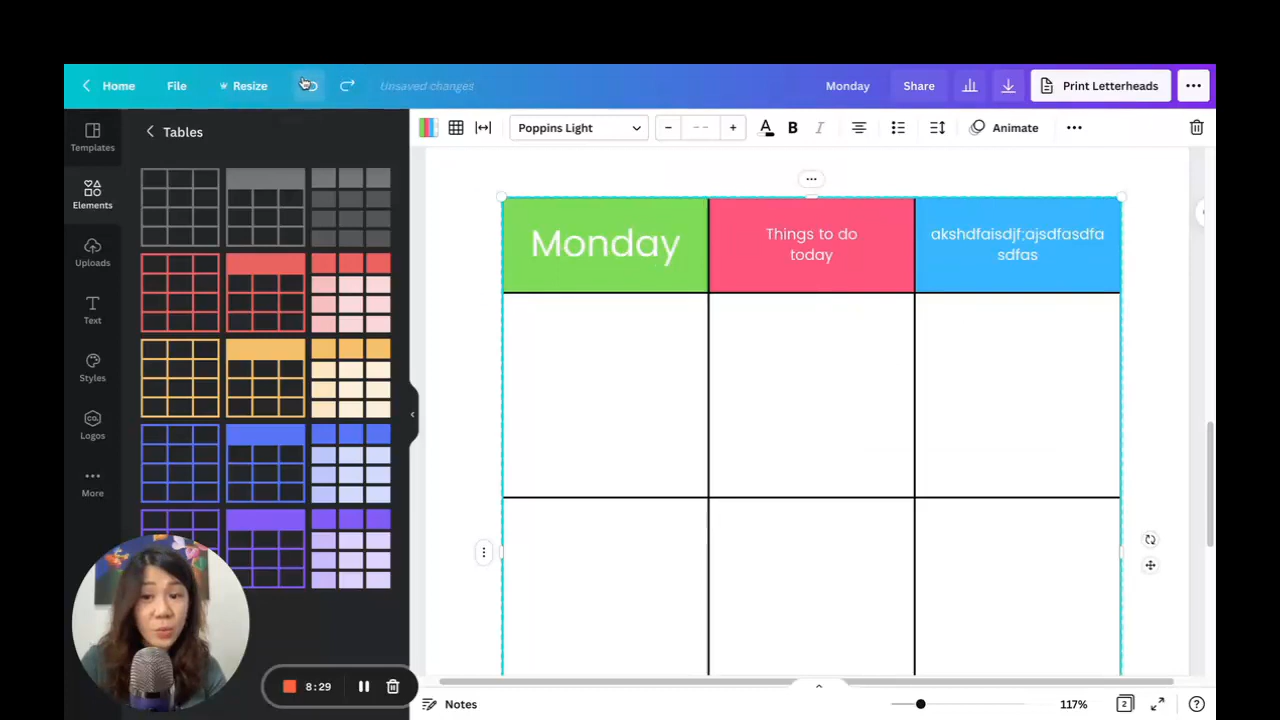 Home File Resize Unsaved changes Monday Share Print Letterheads
Templates
Elements
Uploads
Text
Styles
Logos
CO.
More
Tables
Poppins Light – – – + A B I Animate
Monday
Things to do
today
akshdfaisdjf;ajsdfasdfa
sdfas
8:29
Notes 117% 2 ?